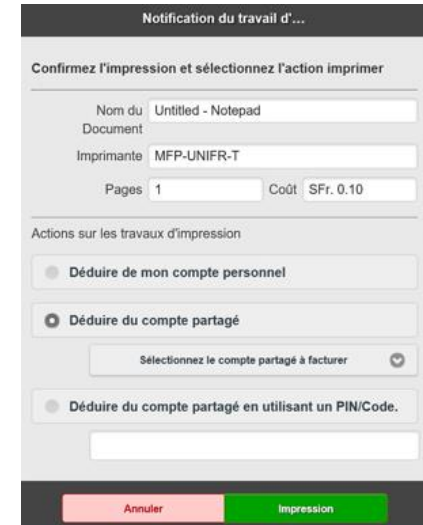 Notification du travail d'...
Confirmez l'impression et sélectionnez l'action imprimer
Nom du Document Untitled - Notepad
Imprimante MFP-UNIFR-T
Pages 1 Coût SFr. 0.10
Actions sur les travaux d'impression
Déduire de mon compte personnel
Déduire du compte partagé
Sélectionnez le compte partagé à facturer
Déduire du compte partagé en utilisant un PIN/Code.
Annuler Impression